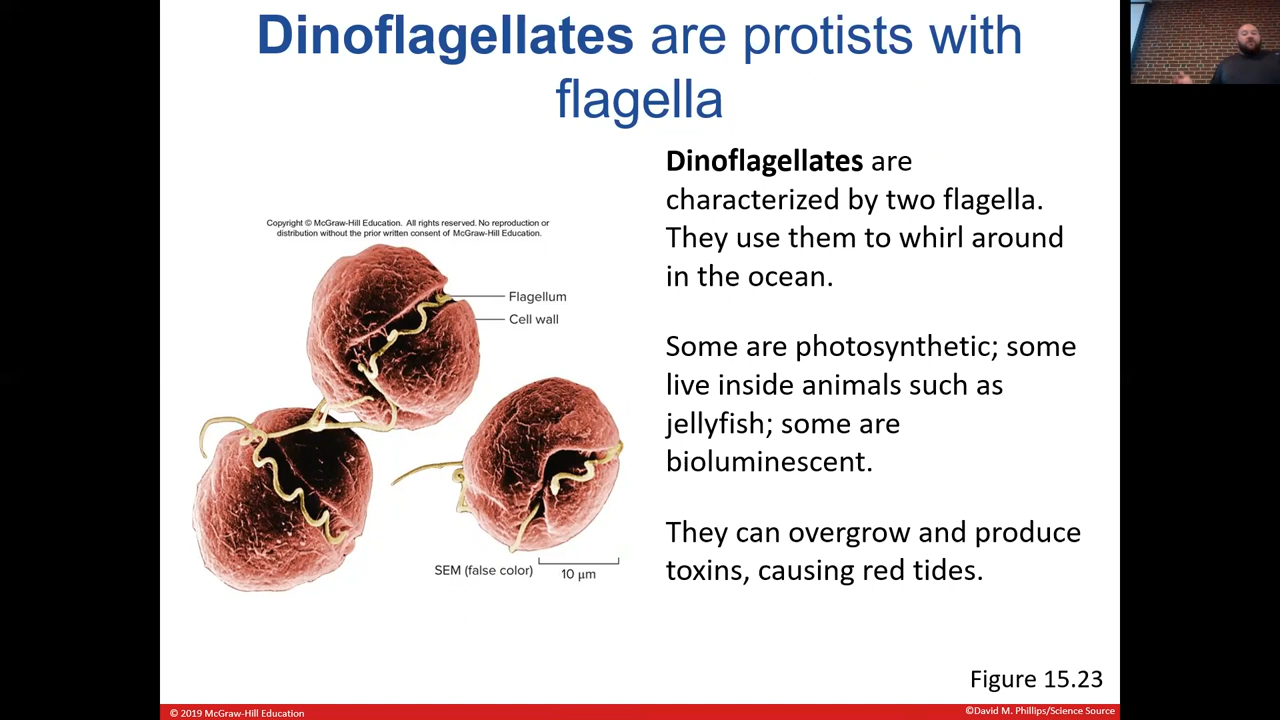 Dinoflagellates are protists with
flagella
Dinoflagellates are
characterized by two flagella.
They use them to whirl around
in the ocean.
Some are photosynthetic; some
live inside animals such as
jellyfish; some are
bioluminescent.
They can overgrow and produce
toxins, causing red tides.
Copyright © McGraw-Hill Education. All rights reserved. No reproduction or
distribution without the prior written consent of McGraw-Hill Education.
Flagellum
Cell wall
SEM (false color)
10 μm
Figure 15.23
© 2019 McGraw-Hill Education
©David M. Phillips/Science Source